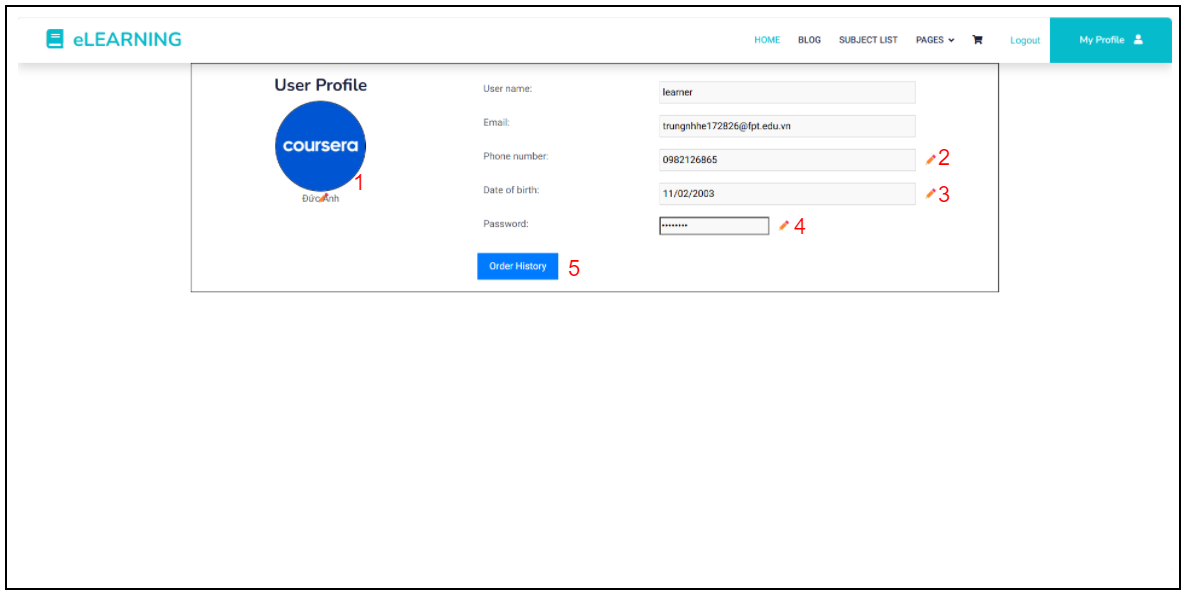 eLEARNING
HOME BLOG SUBJECT LIST PAGES Logout My Profile
User Profile
coursera
1
Đức Anh
User name: learner
Email: trungnhhe172826@fpt.edu.vn
Phone number: 0982126865 2
Date of birth: 11/02/2003 3
Password: •••••••• 4
Order History 5